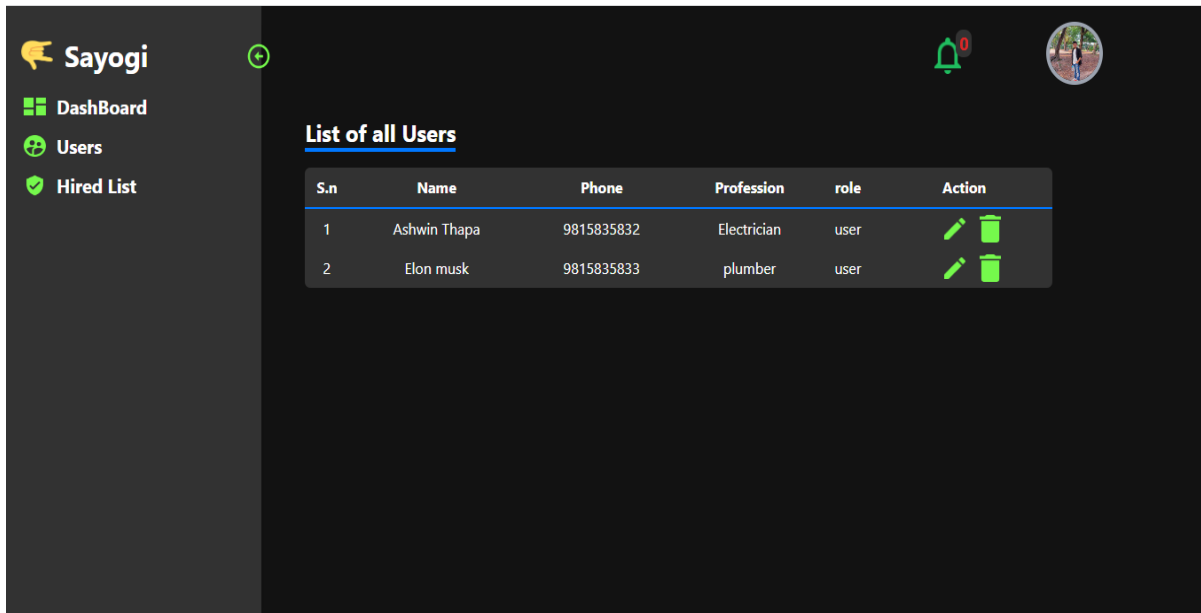 Sayogi
0
DashBoard
Users
Hired List
List of all Users
S.n Name Phone Profession role Action
1 Ashwin Thapa 9815835832 Electrician user
2 Elon musk 9815835833 plumber user